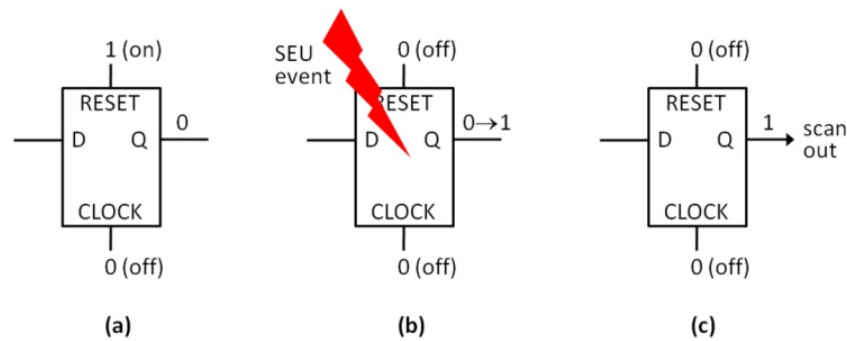 1 (on)
RESET
0
D Q
CLOCK
0 (off)
(a)
SEU
event
0 (off)
RESET
0→1
D Q
CLOCK
0 (off)
(b)
0 (off)
RESET
1
scan
out
D Q
CLOCK
0 (off)
(c)